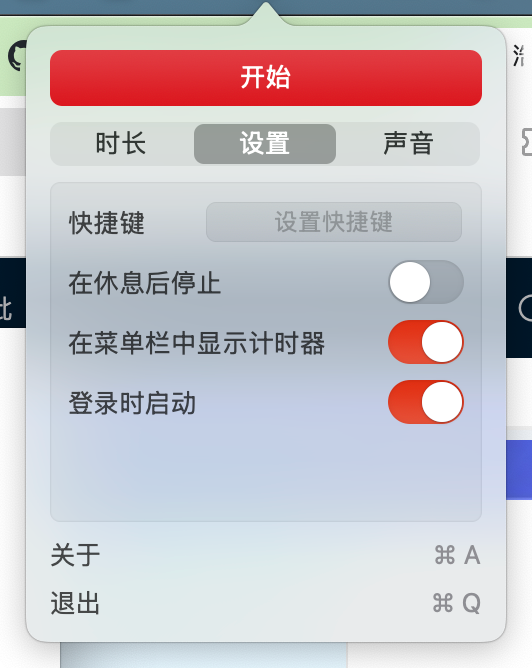 开始
时长 设置 声音
快捷键 设置快捷键
在休息后停止
在菜单栏中显示计时器
登录时启动
关于 ⌘ A
退出 ⌘ Q